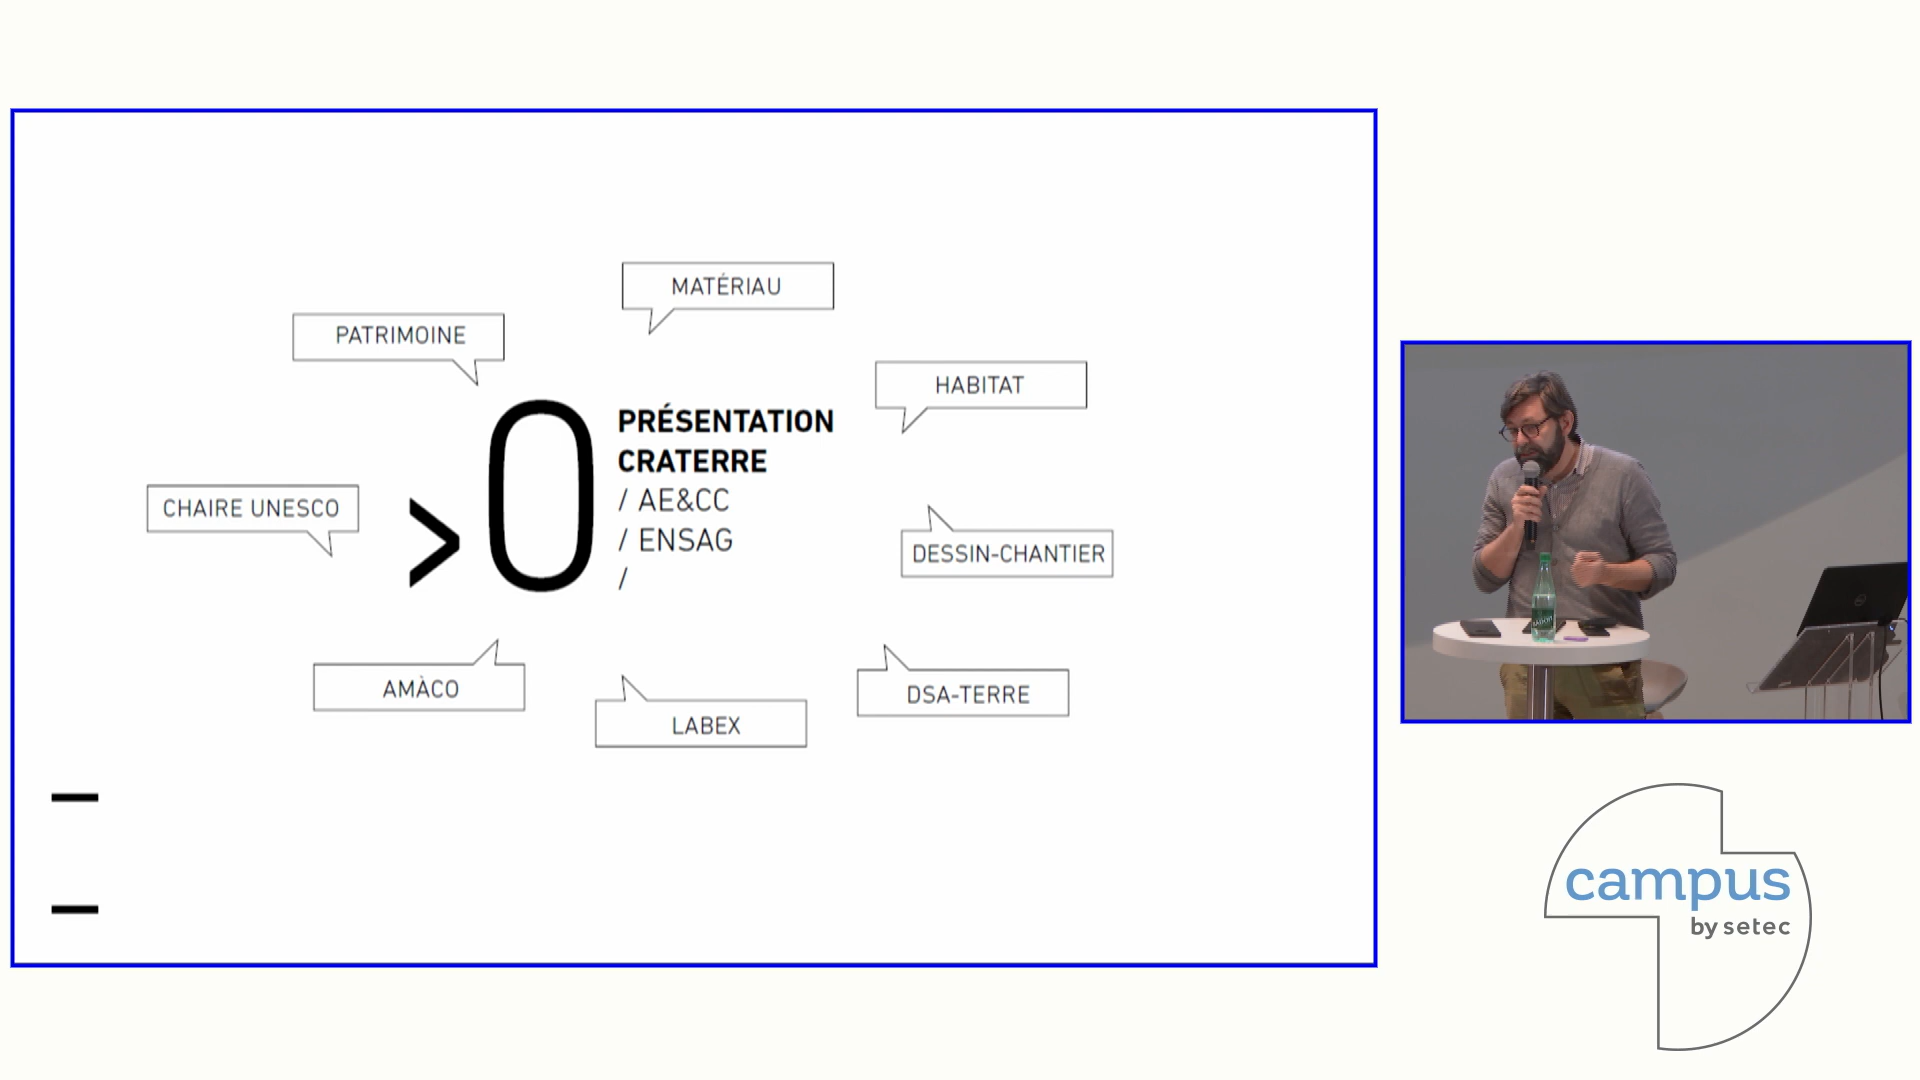 MATÉRIAU
PATRIMOINE
HABITAT
> 0
PRÉSENTATION
CRATERRE
/ AE&CC
/ ENSAG
/
CHAIRE UNESCO
DESSIN-CHANTIER
AMÀCO
LABEX
DSA-TERRE
campus
by setec